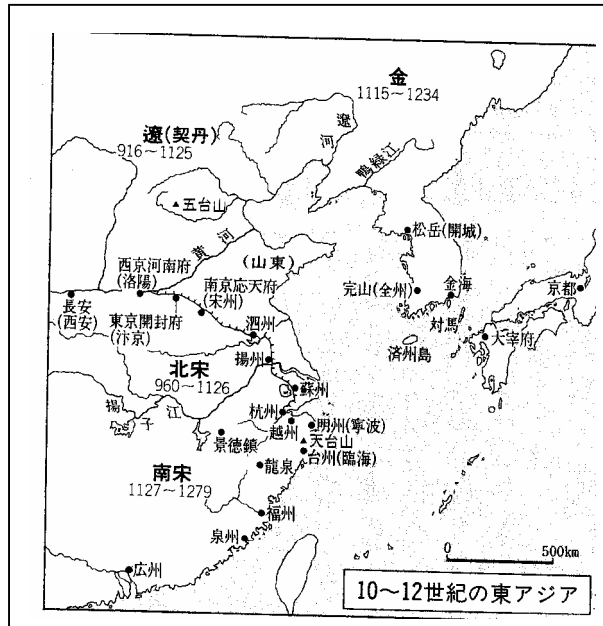 金
1115～1234
遼(契丹)
916～1125
遼河
鴨緑江
▲五台山
黄河
(山東)
松岳(開城)
西京河南府
(洛陽)
南京応天府
(宋州)
長安
(西安)
東京開封府
(汴京)
泗州
完山(全州)
金海
京都
対馬
大宰府
済州島
揚州
北宋
960～1126
蘇州
揚子江
杭州
越州
明州(寧波)
▲天台山
台州(臨海)
景徳鎮
龍泉
南宋
1127～1279
福州
泉州
広州
0 500km
10～12世紀の東アジア